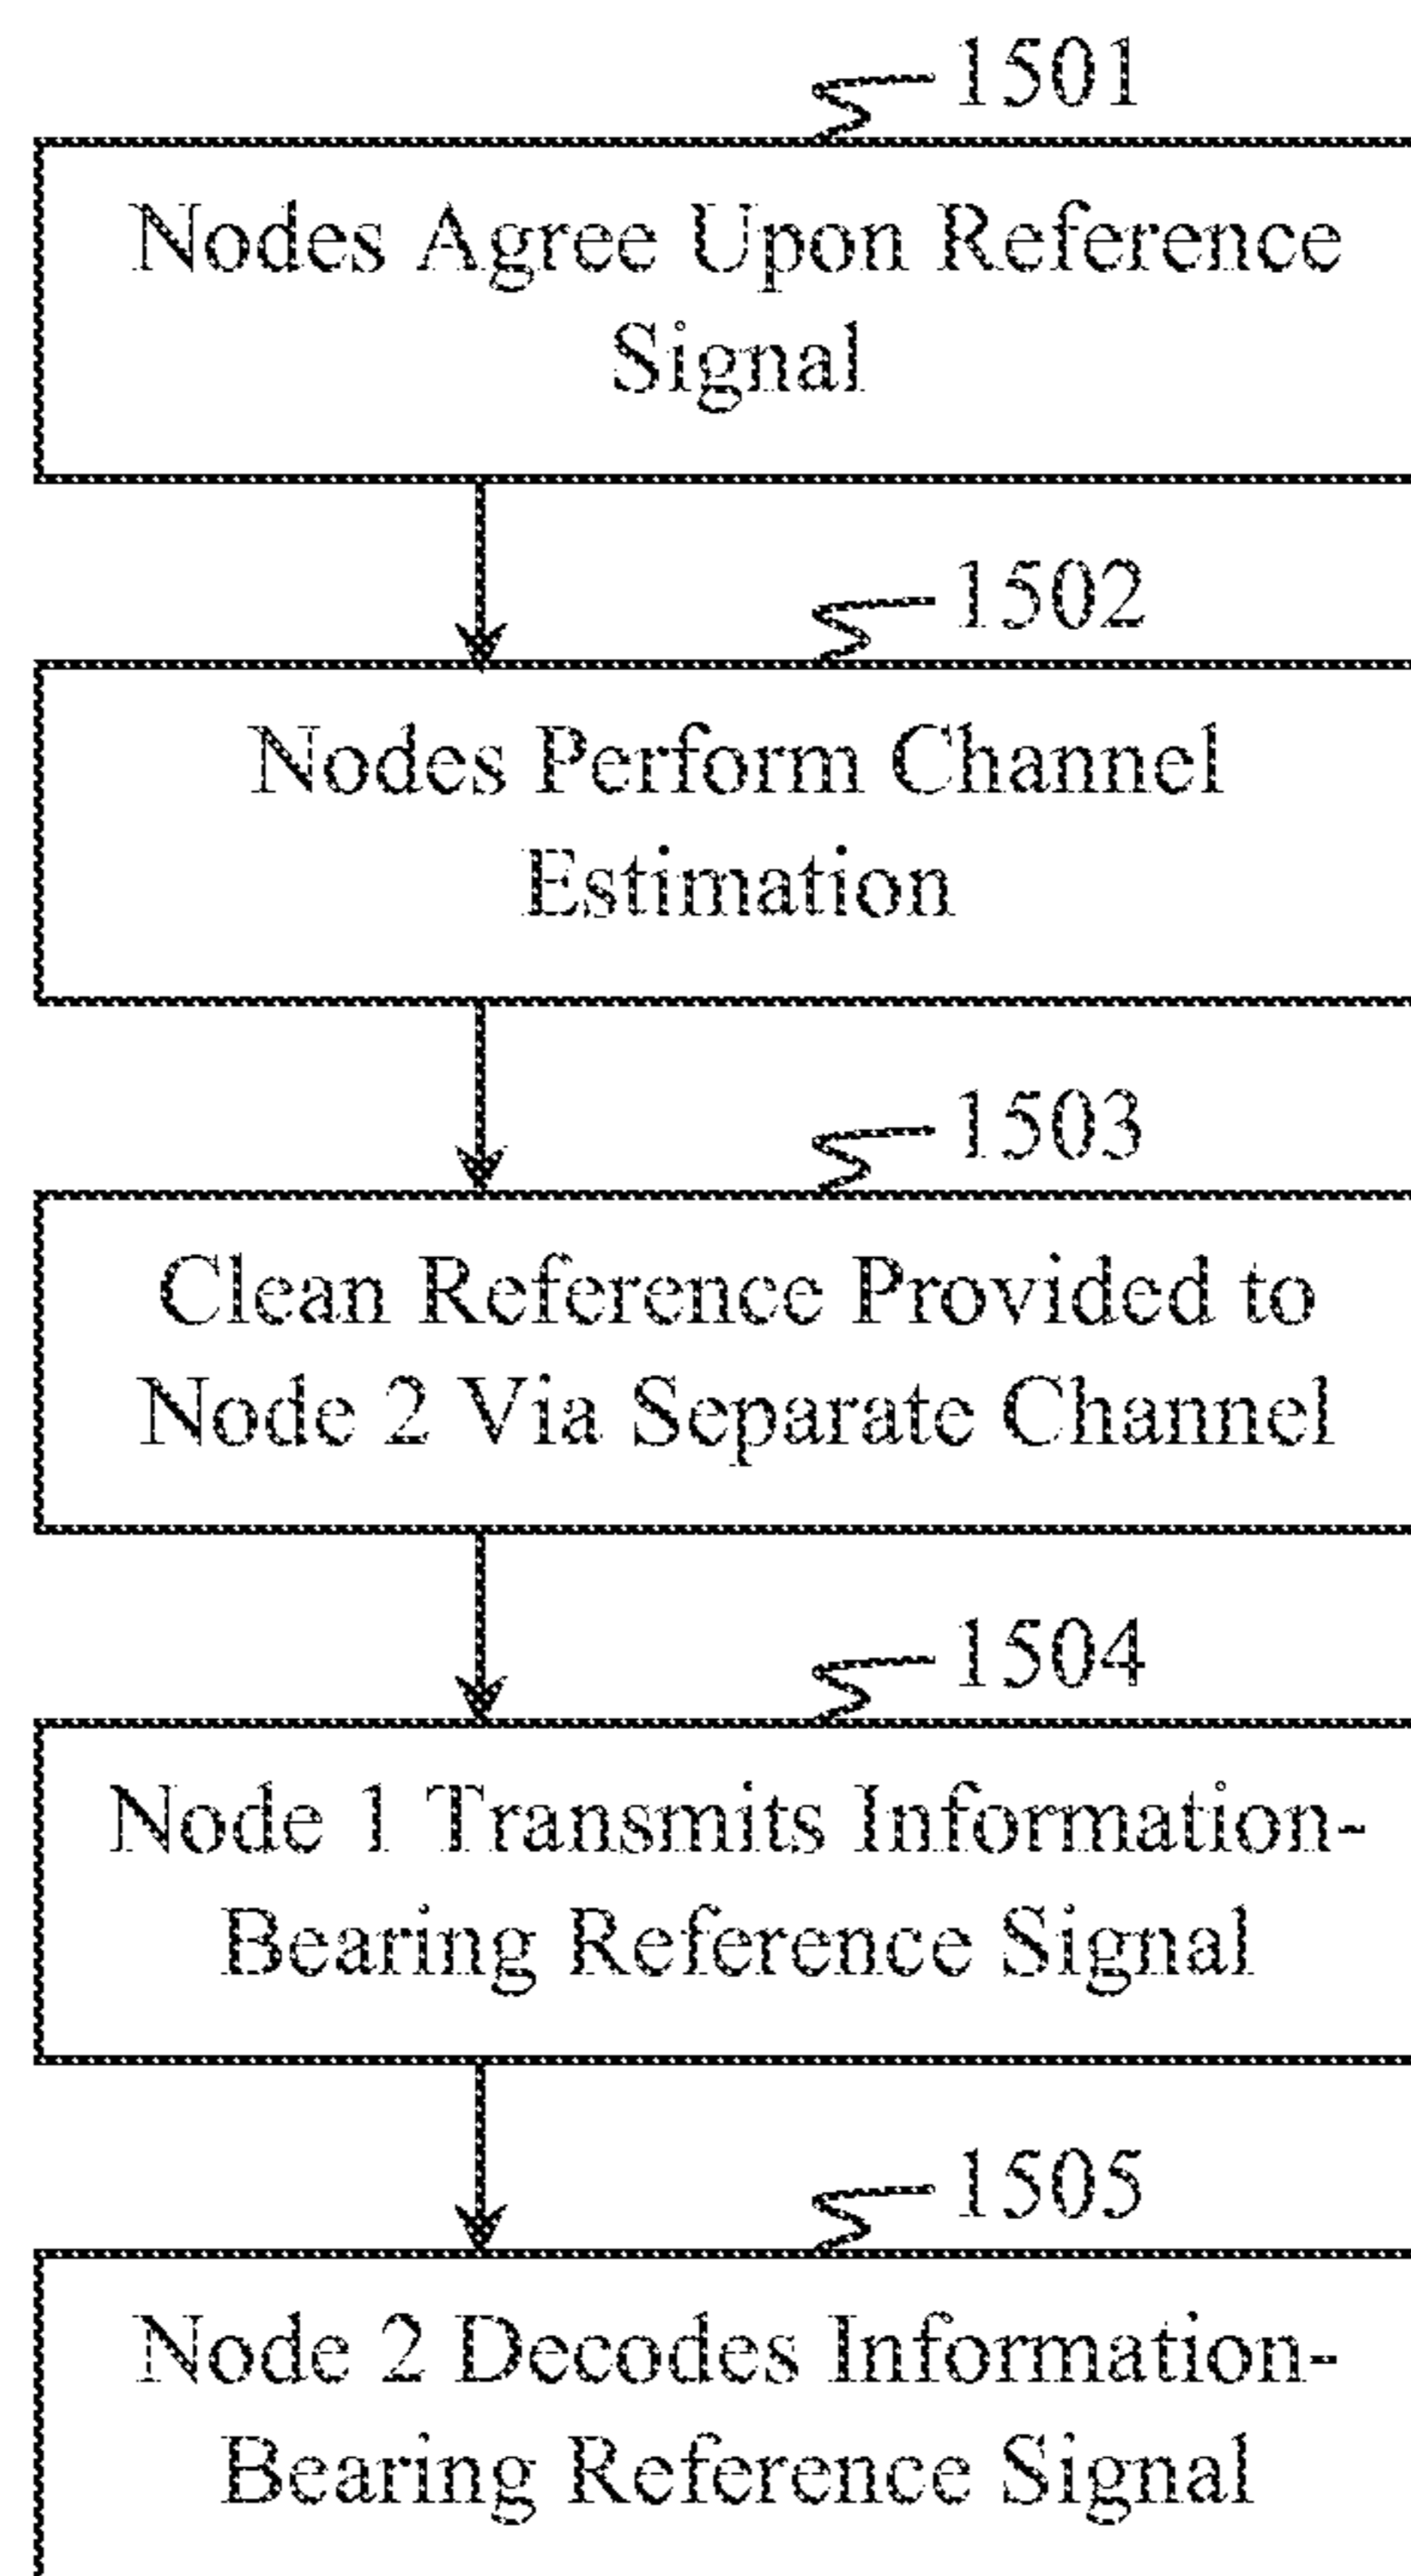 1501
Nodes Agree Upon Reference
Signal
1502
Nodes Perform Channel
Estimation
1503
Clean Reference Provided to
Node 2 Via Separate Channel
1504
Node 1 Transmits Information-
Bearing Reference Signal
1505
Node 2 Decodes Information-
Bearing Reference Signal